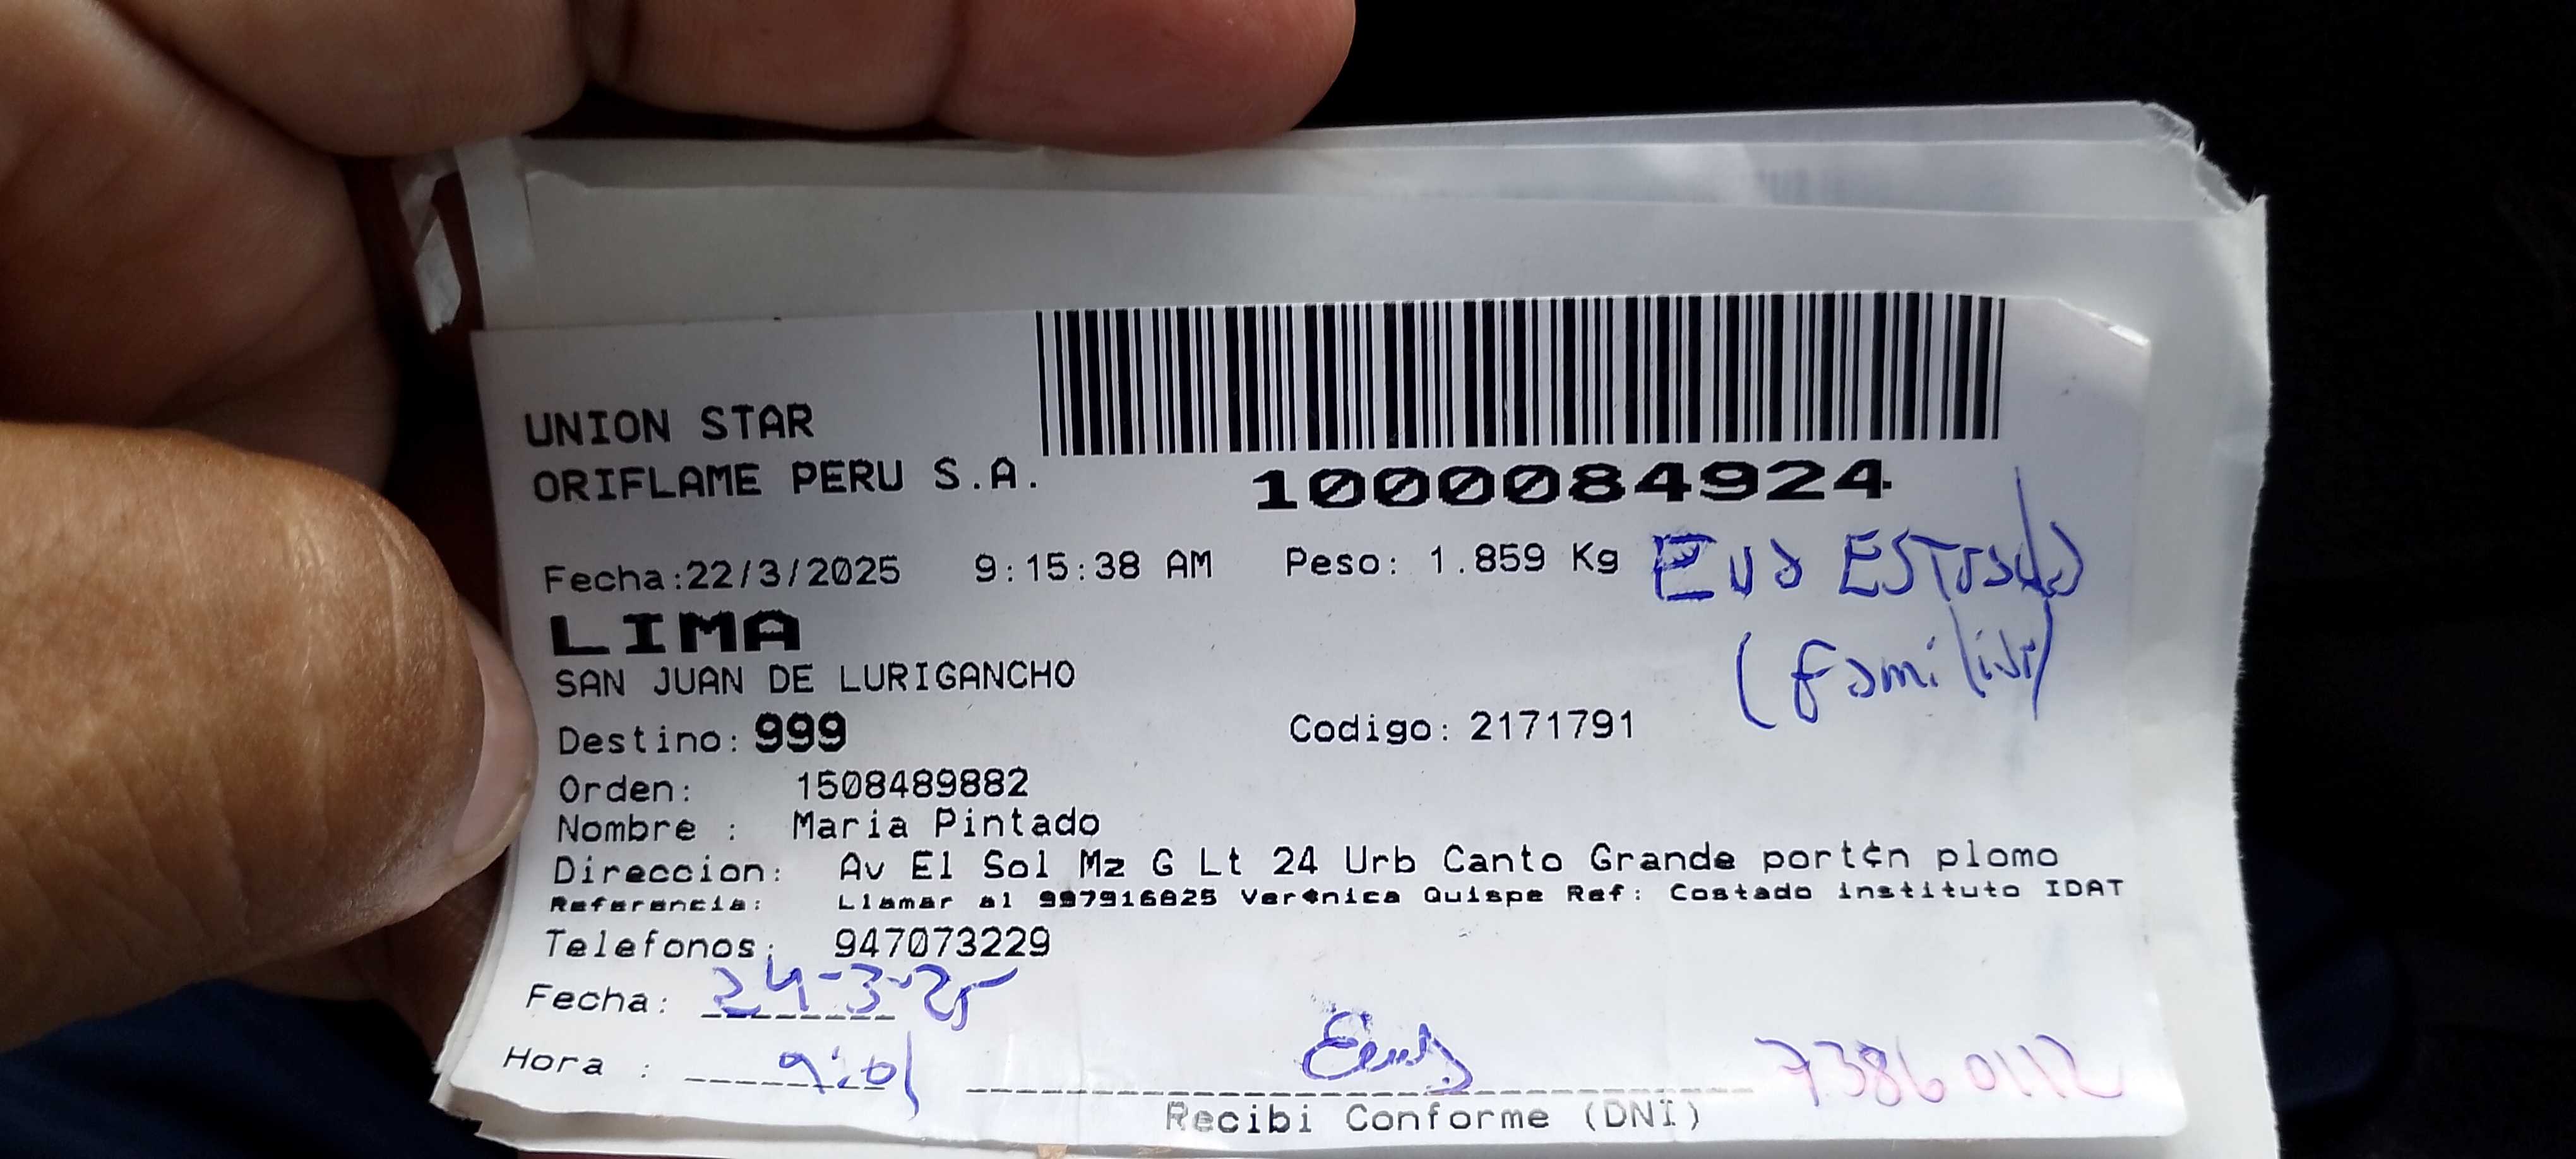 UNION STAR
ORIFLAME PERU S.A.
1000084924
Fecha:22/3/2025 9:15:38 AM Peso: 1.859 Kg
Eva
(familiar)
LIMA
SAN JUAN DE LURIGANCHO
Destino: 999 Codigo: 2171791
Orden: 1508489882
Nombre : Maria Pintado
Direccion: Av El Sol Mz G Lt 24 Urb Canto Grande port¢n plomo
Referencia: Llamar al 997916825 Ver¢nica Quispe Ref: Costado instituto IDAT
Telefonos: 947073229
Fecha: 24-3-25
Hora :
73860112
Recibi Conforme (DNI)